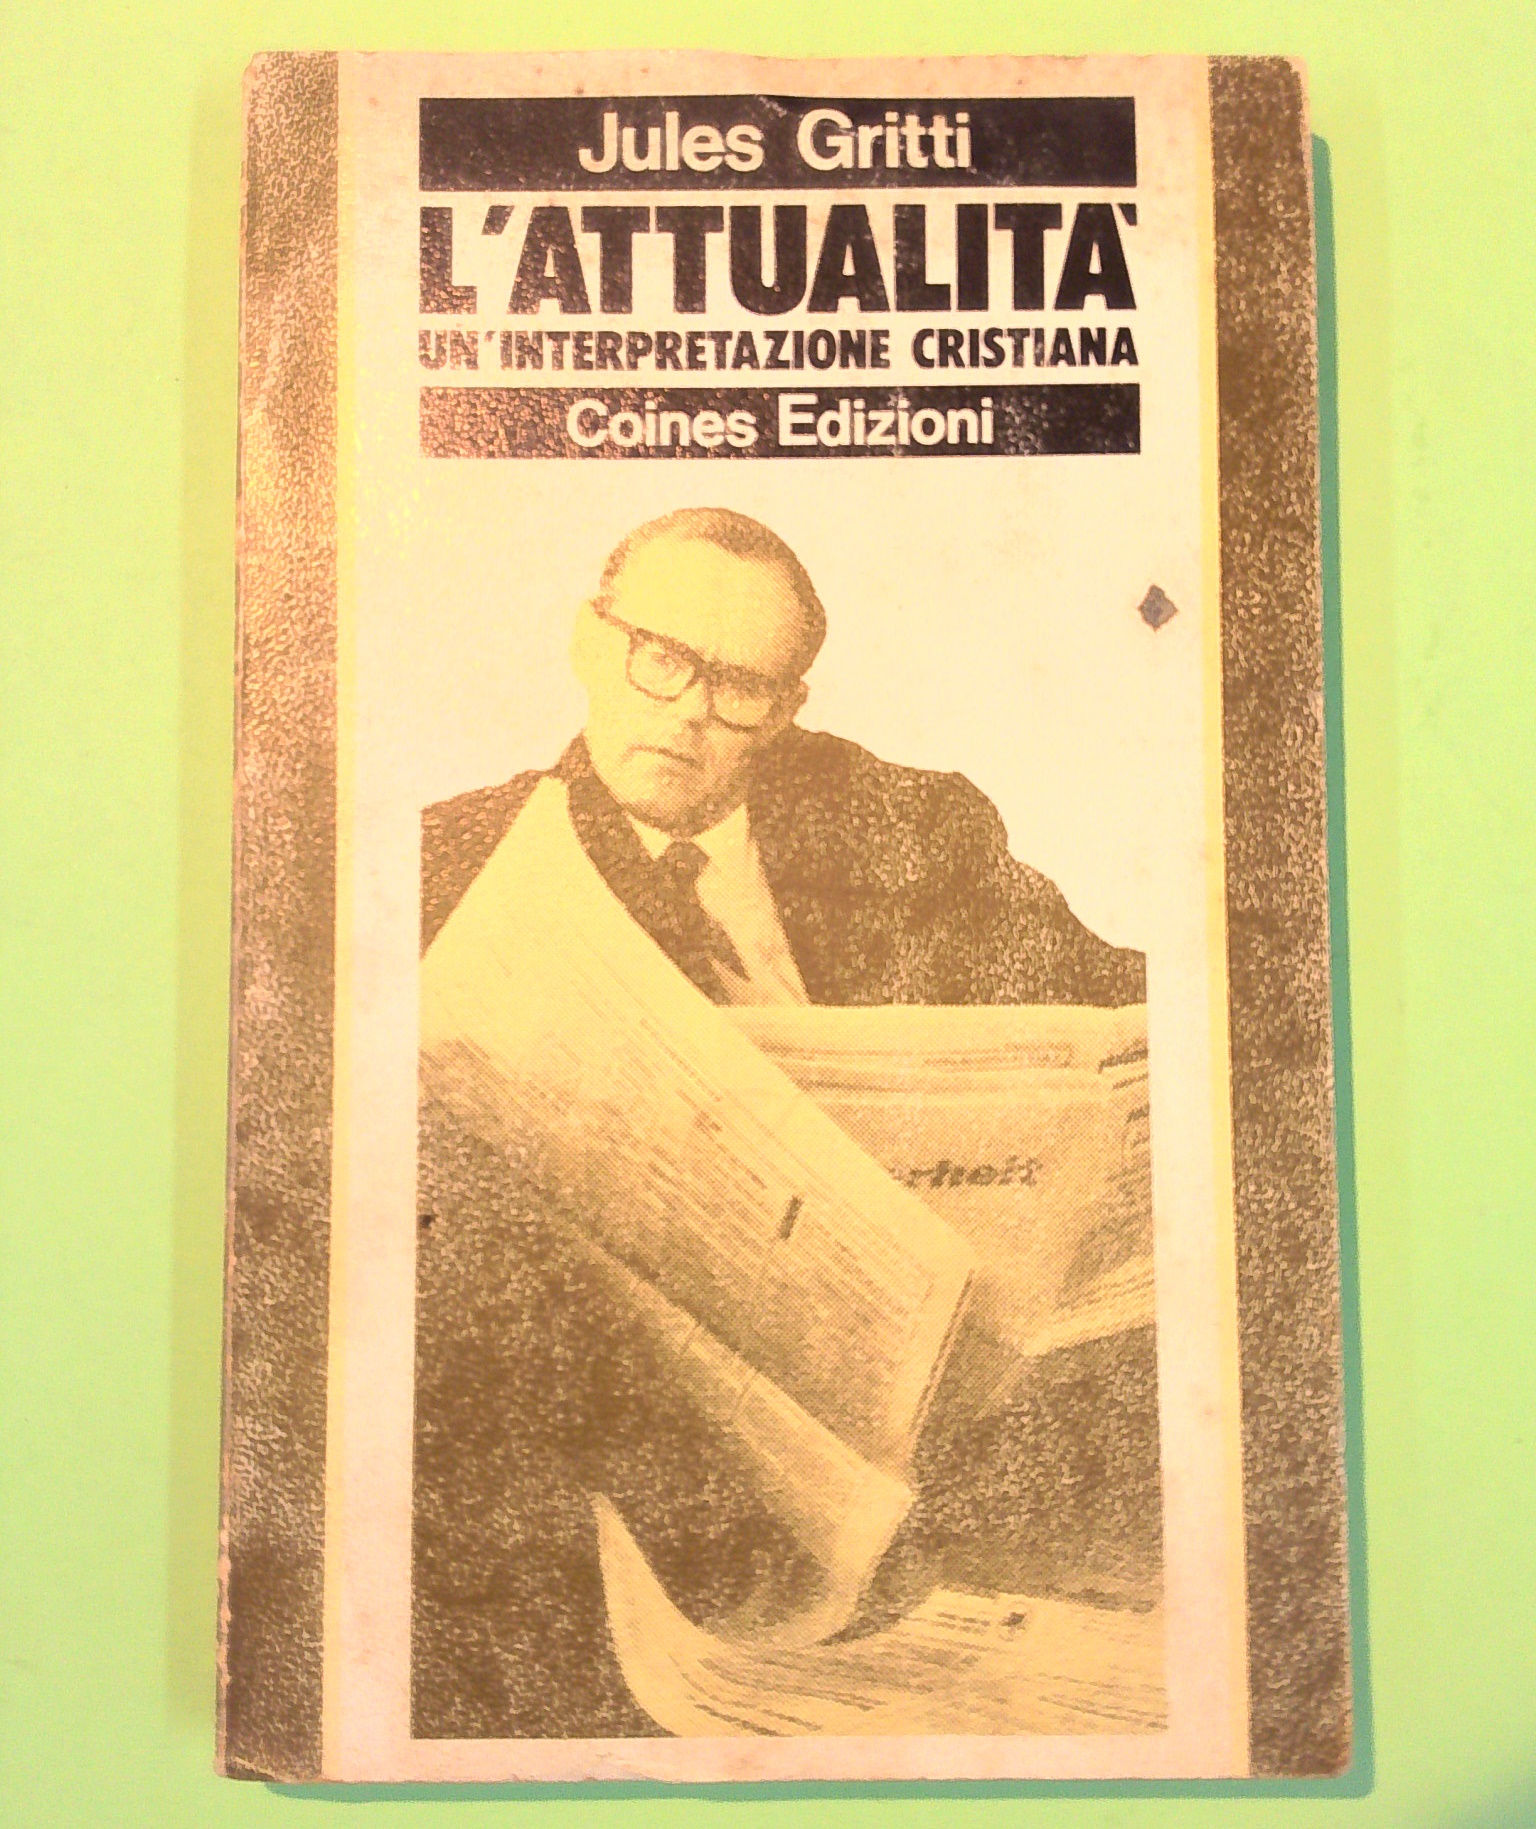 Jules Gritti
L'ATTUALITÀ
UN'INTERPRETAZIONE CRISTIANA
Coines Edizioni